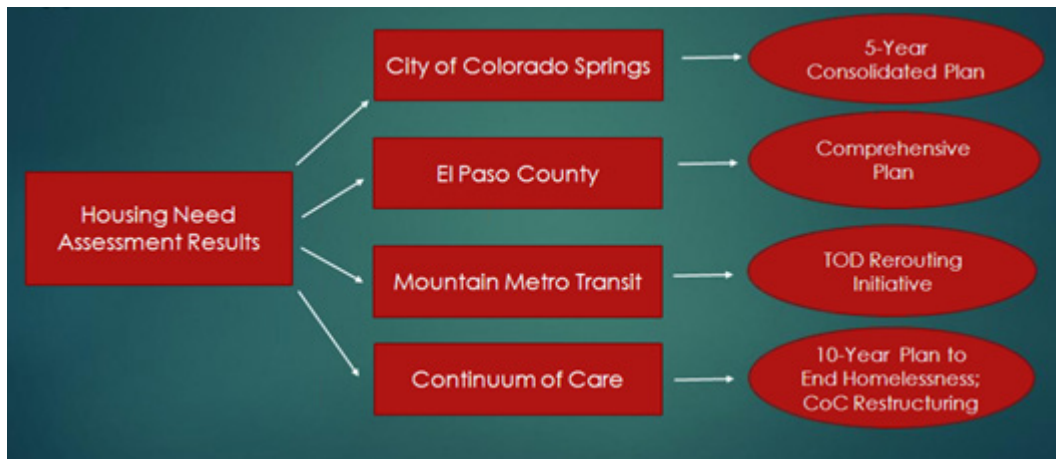 Housing Need
Assessment Results
City of Colorado Springs
5-Year
Consolidated Plan
El Paso County
Comprehensive
Plan
Mountain Metro Transit
TOD Rerouting
Initiative
Continuum of Care
10-Year Plan to
End Homelessness;
CoC Restructuring